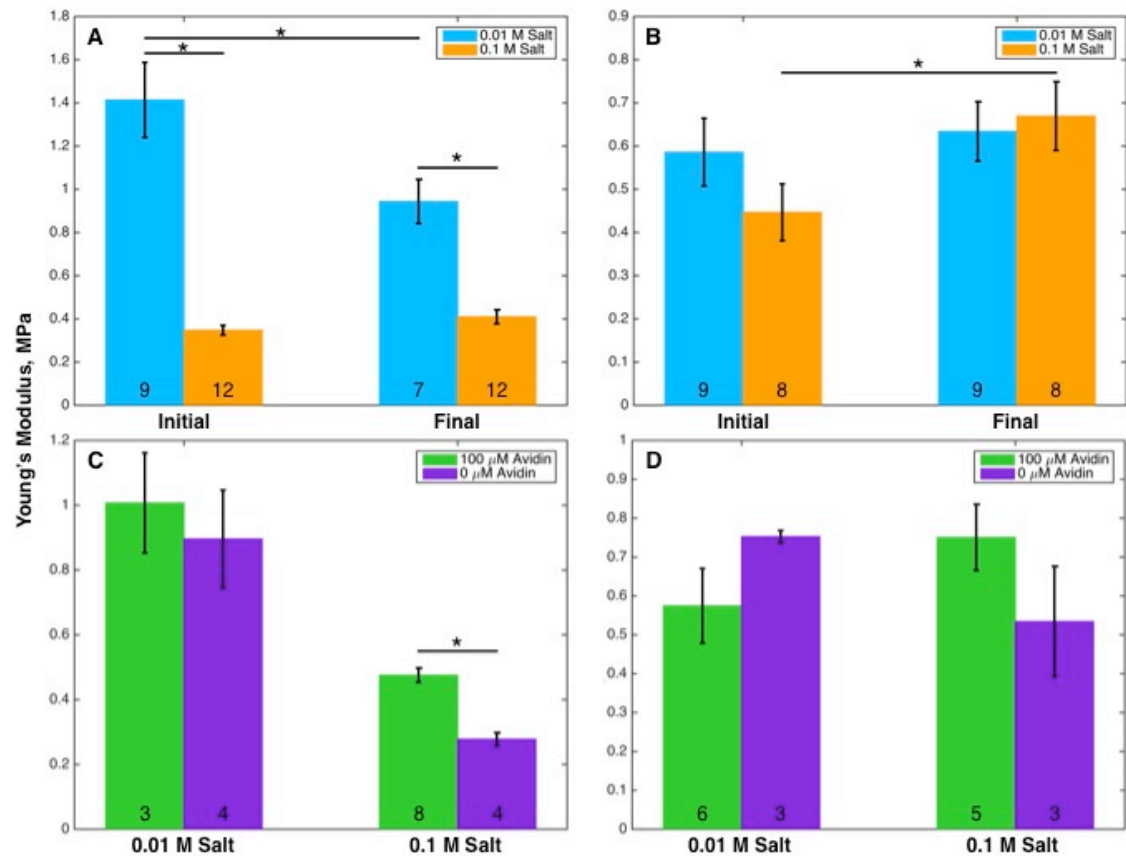 Young's Modulus, MPa
A
0.01 M Salt
0.1 M Salt
1.8
1.6
1.4
1.2
1
0.8
0.6
0.4
0.2
0
*
*
*
9 12 7 12
Initial Final
B
0.01 M Salt
0.1 M Salt
0.9
0.8
0.7
0.6
0.5
0.4
0.3
0.2
0.1
0
*
9 8 9 8
Initial Final
C
100 μM Avidin
0 μM Avidin
1.2
1
0.8
0.6
0.4
0.2
0
*
3 4 8 4
0.01 M Salt 0.1 M Salt
D
100 μM Avidin
0 μM Avidin
1
0.9
0.8
0.7
0.6
0.5
0.4
0.3
0.2
0.1
0
6 3 5 3
0.01 M Salt 0.1 M Salt